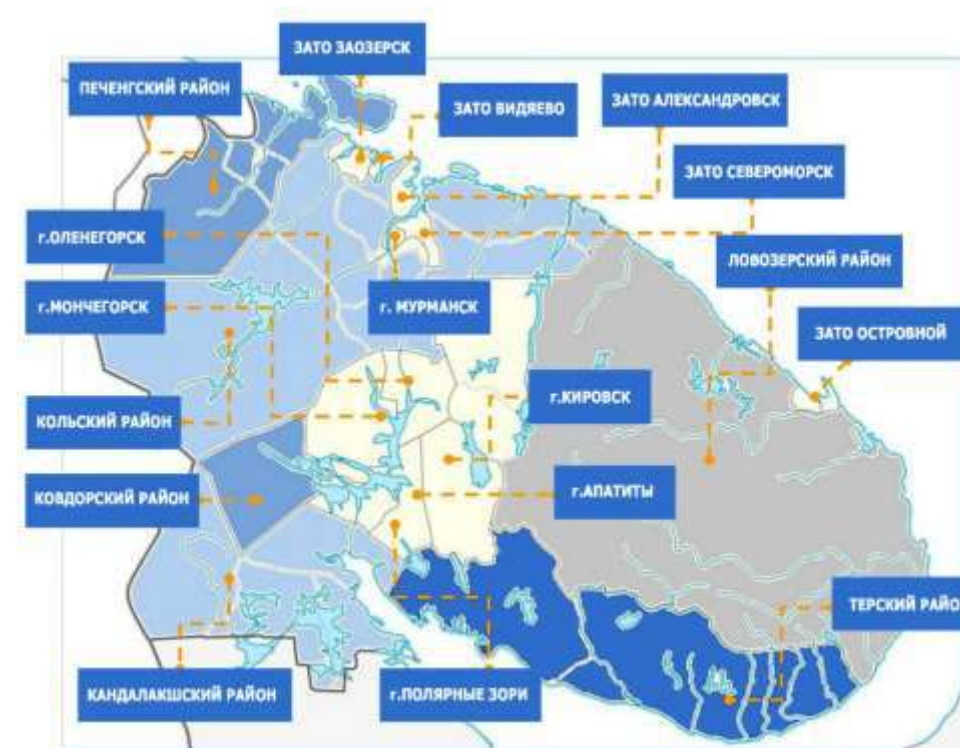 ЗАТО ЗАОЗЕРСК
ПЕЧЕНГСКИЙ РАЙОН
ЗАТО ВИДЯЕВО
ЗАТО АЛЕКСАНДРОВСК
ЗАТО СЕВЕРОМОРСК
г.ОЛЕНЕГОРСК
ЛОВОЗЕРСКИЙ РАЙОН
г.МОНЧЕГОРСК
г. МУРМАНСК
ЗАТО ОСТРОВНОЙ
г.КИРОВСК
КОЛЬСКИЙ РАЙОН
КОВДОРСКИЙ РАЙОН
г.АПАТИТЫ
ТЕРСКИЙ РАЙО
КАНДАЛАКШСКИЙ РАЙОН
г.ПОЛЯРНЫЕ ЗОРИ